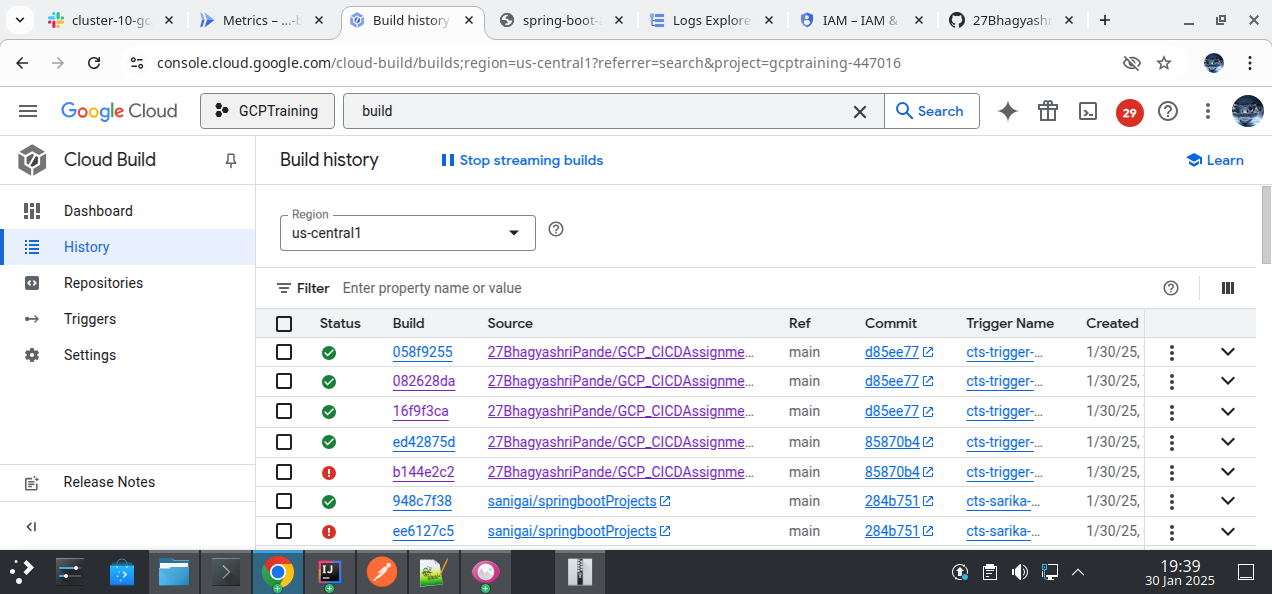 cluster-10-gc
Metrics – ...-b
Build history
spring-boot-
Logs Explore
IAM – IAM &
27Bhagyashr
console.cloud.google.com/cloud-build/builds;region=us-central1?referrer=search&project=gcptraining-447016
Google Cloud
GCPTraining
build
Search
29
Cloud Build
Build history
Stop streaming builds
Learn
Dashboard
History
Repositories
Triggers
Settings
Release Notes
Region
us-central1
Filter Enter property name or value
Status Build Source Ref Commit Trigger Name Created
058f9255 27BhagyashriPande/GCP_CICDAssignme... main d85ee77 cts-trigger-... 1/30/25,
082628da 27BhagyashriPande/GCP_CICDAssignme... main d85ee77 cts-trigger-... 1/30/25,
16f9f3ca 27BhagyashriPande/GCP_CICDAssignme... main d85ee77 cts-trigger-... 1/30/25,
ed42875d 27BhagyashriPande/GCP_CICDAssignme... main 85870b4 cts-trigger-... 1/30/25,
b144e2c2 27BhagyashriPande/GCP_CICDAssignme... main 85870b4 cts-trigger-... 1/30/25,
948c7f38 sanigai/springbootProjects main 284b751 cts-sarika-... 1/30/25,
ee6127c5 sanigai/springbootProjects main 284b751 cts-sarika-... 1/30/25,
19:39
30 Jan 2025